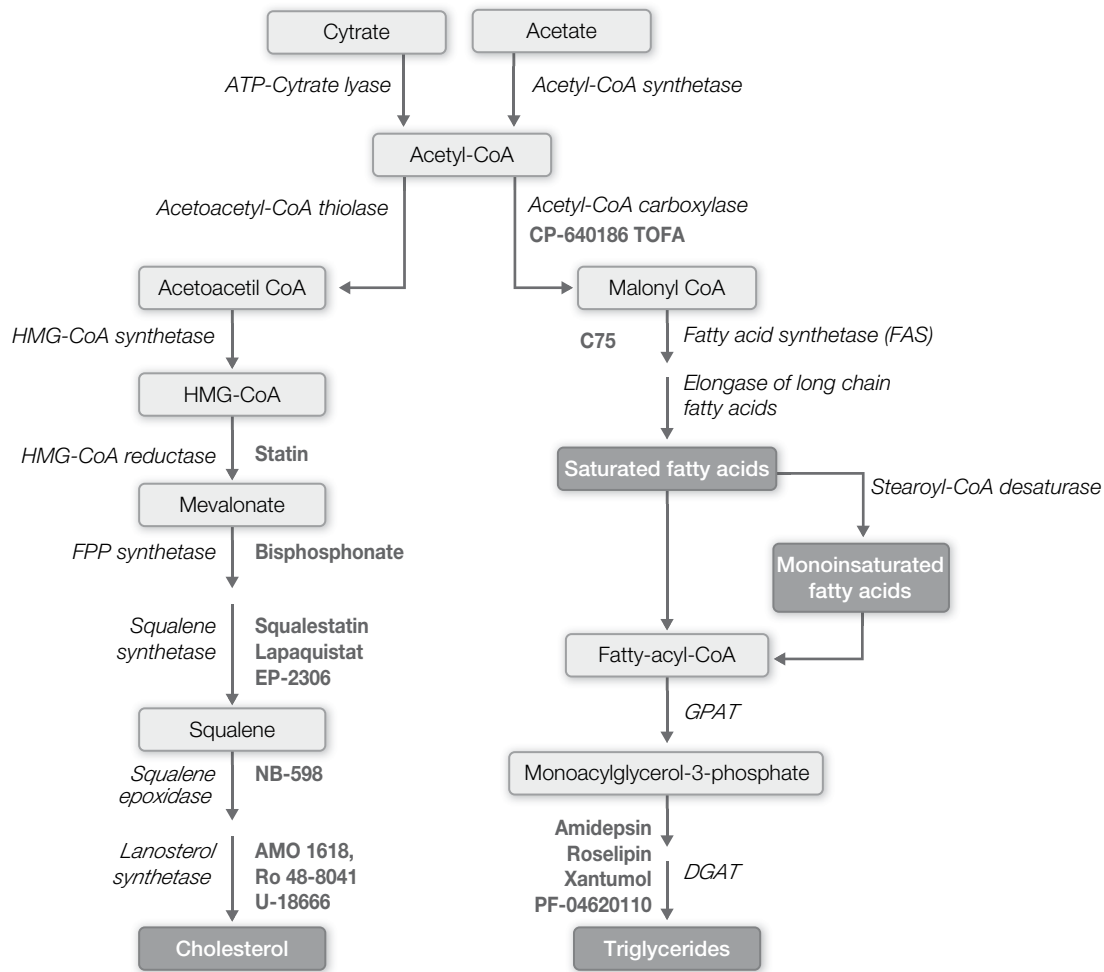 Cytrate
Acetate
ATP-Cytrate lyase
Acetyl-CoA synthetase
Acetyl-CoA
Acetoacetyl-CoA thiolase
Acetyl-CoA carboxylase
CP-640186 TOFA
Acetoacetil CoA
Malonyl CoA
HMG-CoA synthetase
C75
Fatty acid synthetase (FAS)
Elongase of long chain
fatty acids
HMG-CoA
HMG-CoA reductase
Statin
Saturated fatty acids
Stearoyl-CoA desaturase
Mevalonate
FPP synthetase
Bisphosphonate
Monoinsaturated
fatty acids
Squalene
synthetase
Squalestatin
Lapaquistat
EP-2306
Fatty-acyl-CoA
GPAT
Squalene
Monoacylglycerol-3-phosphate
Squalene
epoxidase
NB-598
Amidepsin
Roselipin
Xantumol
PF-04620110
DGAT
Lanosterol
synthetase
AMO 1618,
Ro 48-8041
U-18666
Cholesterol
Triglycerides